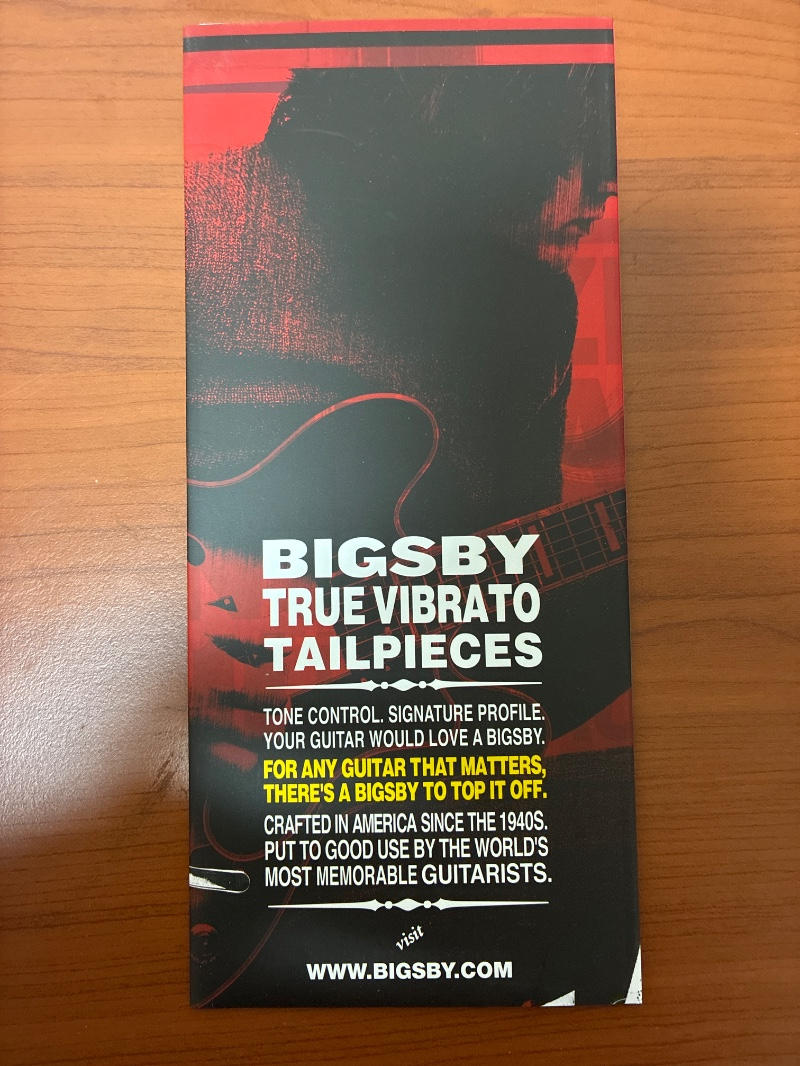 BIGSBY
TRUE VIBRATO
TAILPIECES
TONE CONTROL. SIGNATURE PROFILE.
YOUR GUITAR WOULD LOVE A BIGSBY.
FOR ANY GUITAR THAT MATTERS,
THERE'S A BIGSBY TO TOP IT OFF.
CRAFTED IN AMERICA SINCE THE 1940S.
PUT TO GOOD USE BY THE WORLD'S
MOST MEMORABLE GUITARISTS.
visit
WWW.BIGSBY.COM